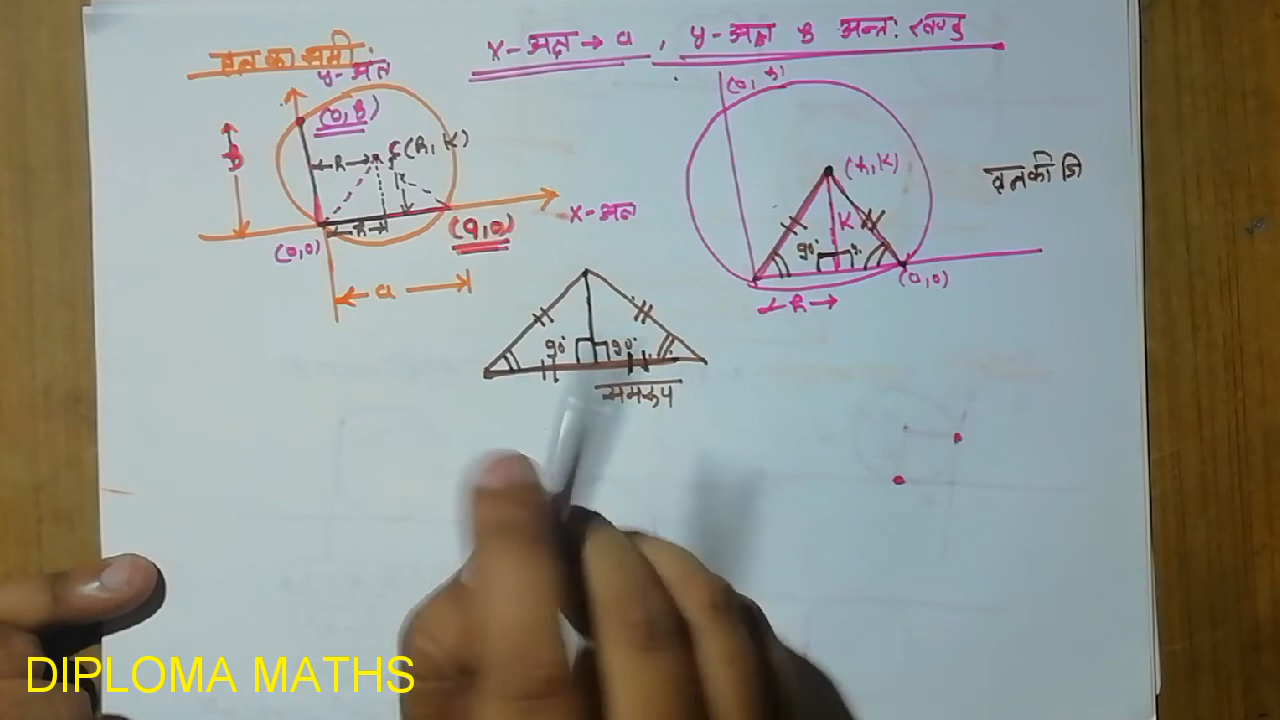 वृत का समी.
x-अक्ष → a, y-अक्ष b अन्तः खण्ड
y-अक्ष
(0,b)
b
h
C(h,k)
k
h
(0,0)
(a,0)
x-अक्ष
a
(0,b)
(h,k)
k
90°
h
(a,0)
वृत की त्रि
90°
90°
समरूप
DIPLOMA MATHS